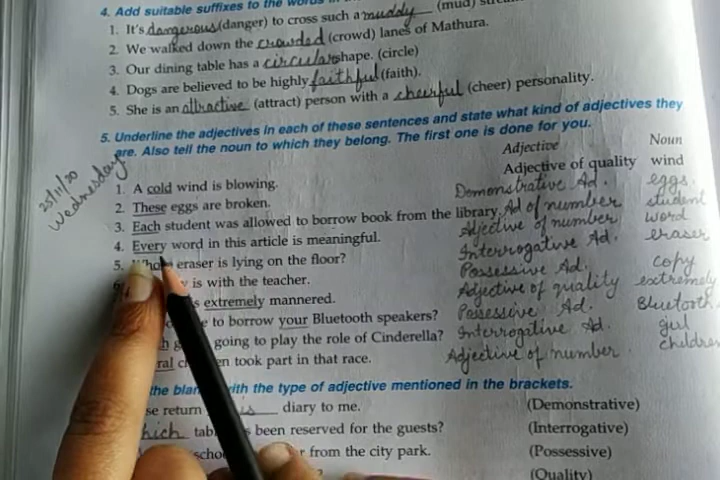 4. Add suitable suffixes to the words in
1. It's dangerous (danger) to cross such a muddy (mud)
2. We walked down the crowded (crowd) lanes of Mathura.
3. Our dining table has a circular shape. (circle)
4. Dogs are believed to be highly faithful (faith).
5. She is an attractive (attract) person with a cheerful (cheer) personality.
25/11/20
Wednesday
5. Underline the adjectives in each of these sentences and state what kind of adjectives they
are. Also tell the noun to which they belong. The first one is done for you.
Adjective Noun
1. A cold wind is blowing. Adjective of quality wind
2. These eggs are broken. Demonstrative Ad. eggs.
3. Each student was allowed to borrow book from the library. Ad of number student
4. Every word in this article is meaningful. Adjective of number word
5. eraser is lying on the floor? Interrogative Ad. eraser
is with the teacher. Possessive Ad. copy
extremely mannered. Adjective of quality extremely
to borrow your Bluetooth speakers? Possessive Ad. Bluetooth
going to play the role of Cinderella? Interrogative Ad. girl
took part in that race. Adjective of number children
the with the type of adjective mentioned in the brackets.
return diary to me. (Demonstrative)
been reserved for the guests? (Interrogative)
from the city park. (Possessive)
(Quality)